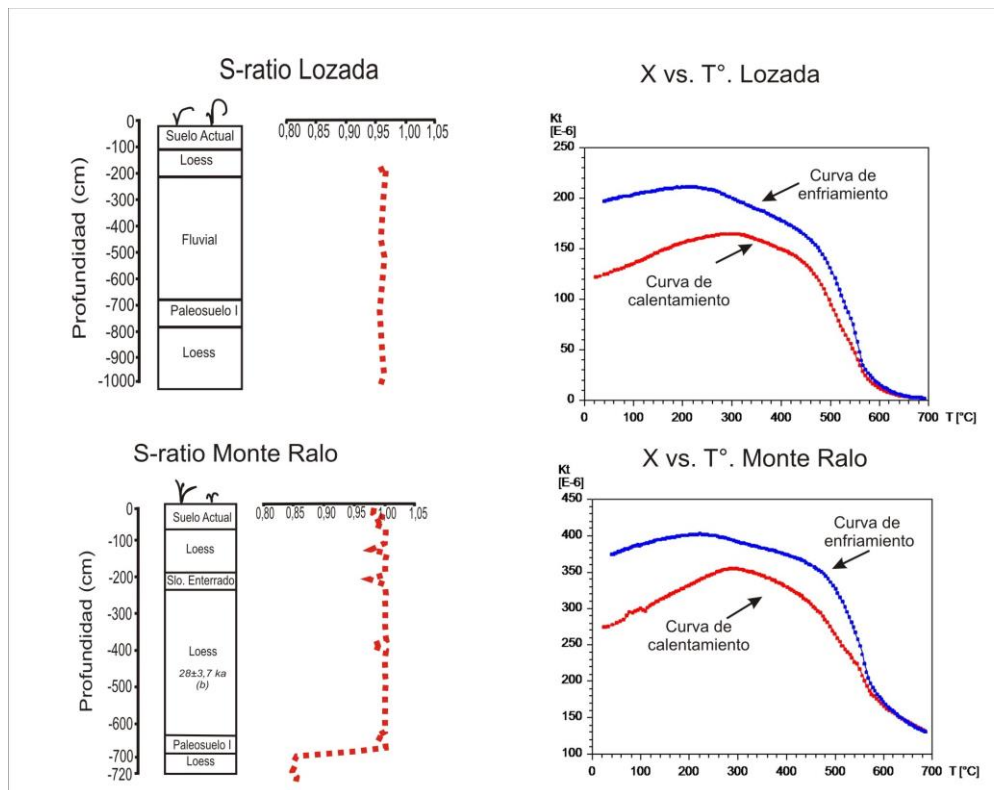 S-ratio Lozada
0,80 0,85 0,90 0,95 1,00 1,05
Profundidad (cm)
0
-100
-200
-300
-400
-500
-600
-700
-800
-900
-1000
Suelo Actual
Loess
Fluvial
Paleosuelo I
Loess
X vs. T°. Lozada
Kt
[E-6]
250
200
150
100
50
0
Curva de
enfriamiento
Curva de
calentamiento
0 100 200 300 400 500 600 700 T [°C]
S-ratio Monte Ralo
0,80 0,85 0,90 0,95 1,00 1,05
Profundidad (cm)
0
-100
-200
-300
-400
-500
-600
-700
-720
Suelo Actual
Loess
Slo. Enterrado
Loess
28±3,7 ka
(b)
Paleosuelo I
Loess
X vs. T°. Monte Ralo
Kt
[E-6]
450
400
350
300
250
200
150
100
Curva de
enfriamiento
Curva de
calentamiento
0 100 200 300 400 500 600 700 T [°C]